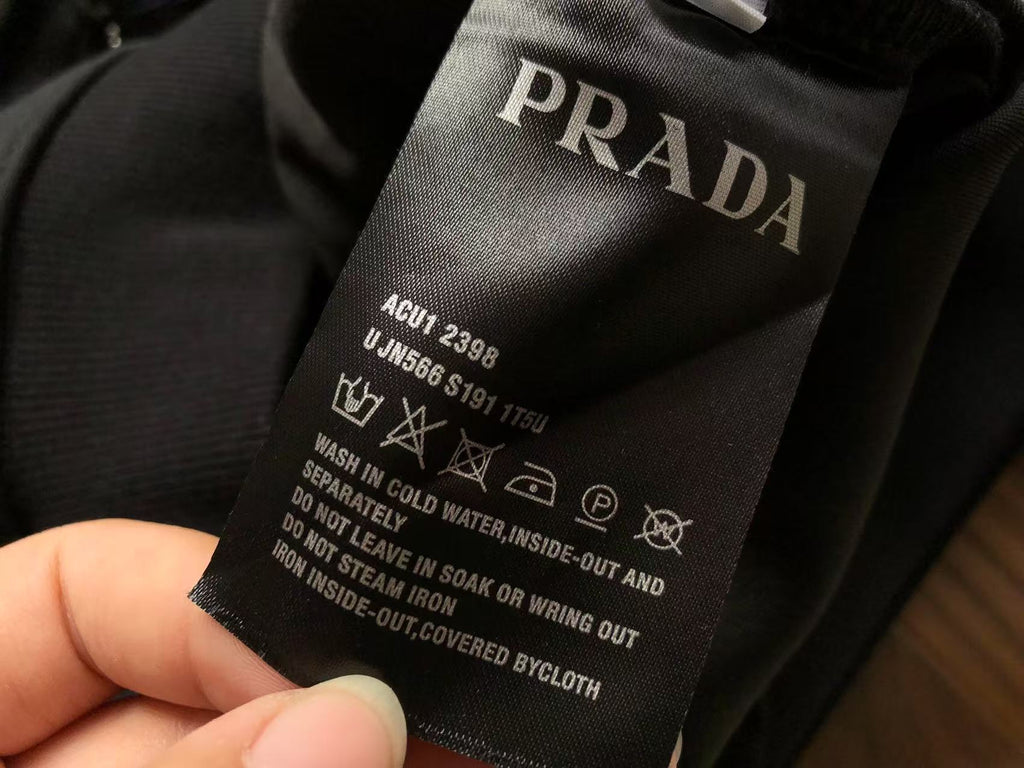 PRADA
ACU1 2398
UJN566 S191 1T5U
P
WASH IN COLD WATER,INSIDE-OUT AND
SEPARATELY
DO NOT LEAVE IN SOAK OR WRING OUT
DO NOT STEAM IRON
IRON INSIDE-OUT,COVERED BYCLOTH